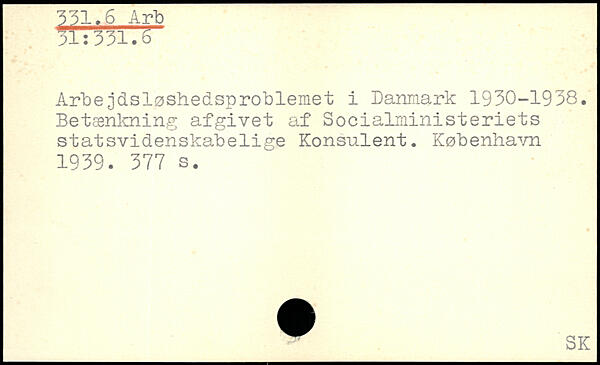 331.6 Arb
31:331.6
Arbejdsløshedsproblemet i Danmark 1930-1938.
Betænkning afgivet af Socialministeriets
statsvidenskabelige Konsulent. København
1939. 377 s.
SK